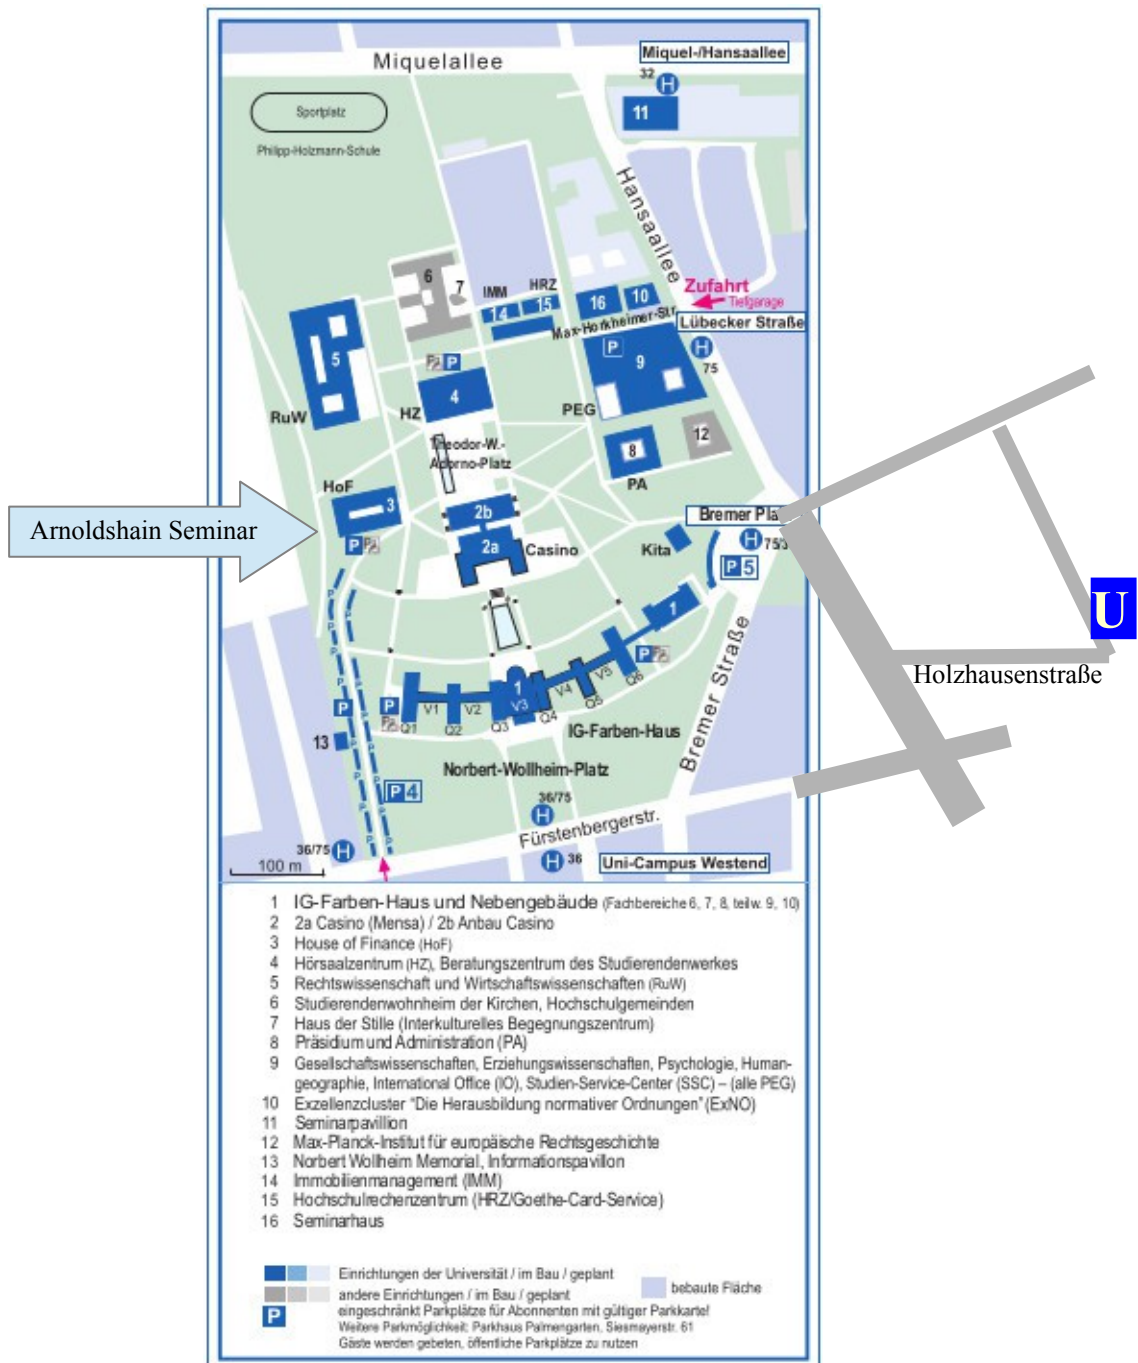 Miquelallee
Miquel-/Hansaallee
32
H
11
Sportplatz
Philipp-Holzmann-Schule
Hansaallee
6
7
IMM
HRZ
14
15
16
10
Zufahrt
Tiefgarage
Max-Horkheimer-Str.
Lübecker Straße
H
75
5
P
P
9
RuW
HZ
4
PEG
Theodor-W.-
Adorno-Platz
12
8
PA
HoF
3
Arnoldshain Seminar
P
2b
2a
Casino
Kita
Bremer Pla
H
75/3
P 5
1
U
Holzhausenstraße
Bremer Straße
P
P
V1
V2
V3
V4
V5
Q1
Q2
Q3
Q4
Q5
Q6
1
P
IG-Farben-Haus
13
Norbert-Wollheim-Platz
P 4
36/75
H
Fürstenbergerstr.
36/75
H
H
36
Uni-Campus Westend
100 m
1 IG-Farben-Haus und Nebengebäude (Fachbereiche 6, 7, 8, teilw. 9, 10)
2 2a Casino (Mensa) / 2b Anbau Casino
3 House of Finance (HoF)
4 Hörsaalzentrum (HZ), Beratungszentrum des Studierendenwerkes
5 Rechtswissenschaft und Wirtschaftswissenschaften (RuW)
6 Studierendenwohnheim der Kirchen, Hochschulgemeinden
7 Haus der Stille (Interkulturelles Begegnungszentrum)
8 Präsidium und Administration (PA)
9 Gesellschaftswissenschaften, Erziehungswissenschaften, Psychologie, Human-
geographie, International Office (IO), Studien-Service-Center (SSC) – (alle PEG)
10 Exzellenzcluster "Die Herausbildung normativer Ordnungen" (ExNO)
11 Seminarpavillion
12 Max-Planck-Institut für europäische Rechtsgeschichte
13 Norbert Wollheim Memorial, Informationspavillon
14 Immobilienmanagement (IMM)
15 Hochschulrechenzentrum (HRZ/Goethe-Card-Service)
16 Seminarhaus
Einrichtungen der Universität / im Bau / geplant
andere Einrichtungen / im Bau / geplant
bebaute Fläche
P
eingeschränkt Parkplätze für Abonnenten mit gültiger Parkkarte!
Weitere Parkmöglichkeit: Parkhaus Palmengarten, Siesmayerstr. 61
Gäste werden gebeten, öffentliche Parkplätze zu nutzen